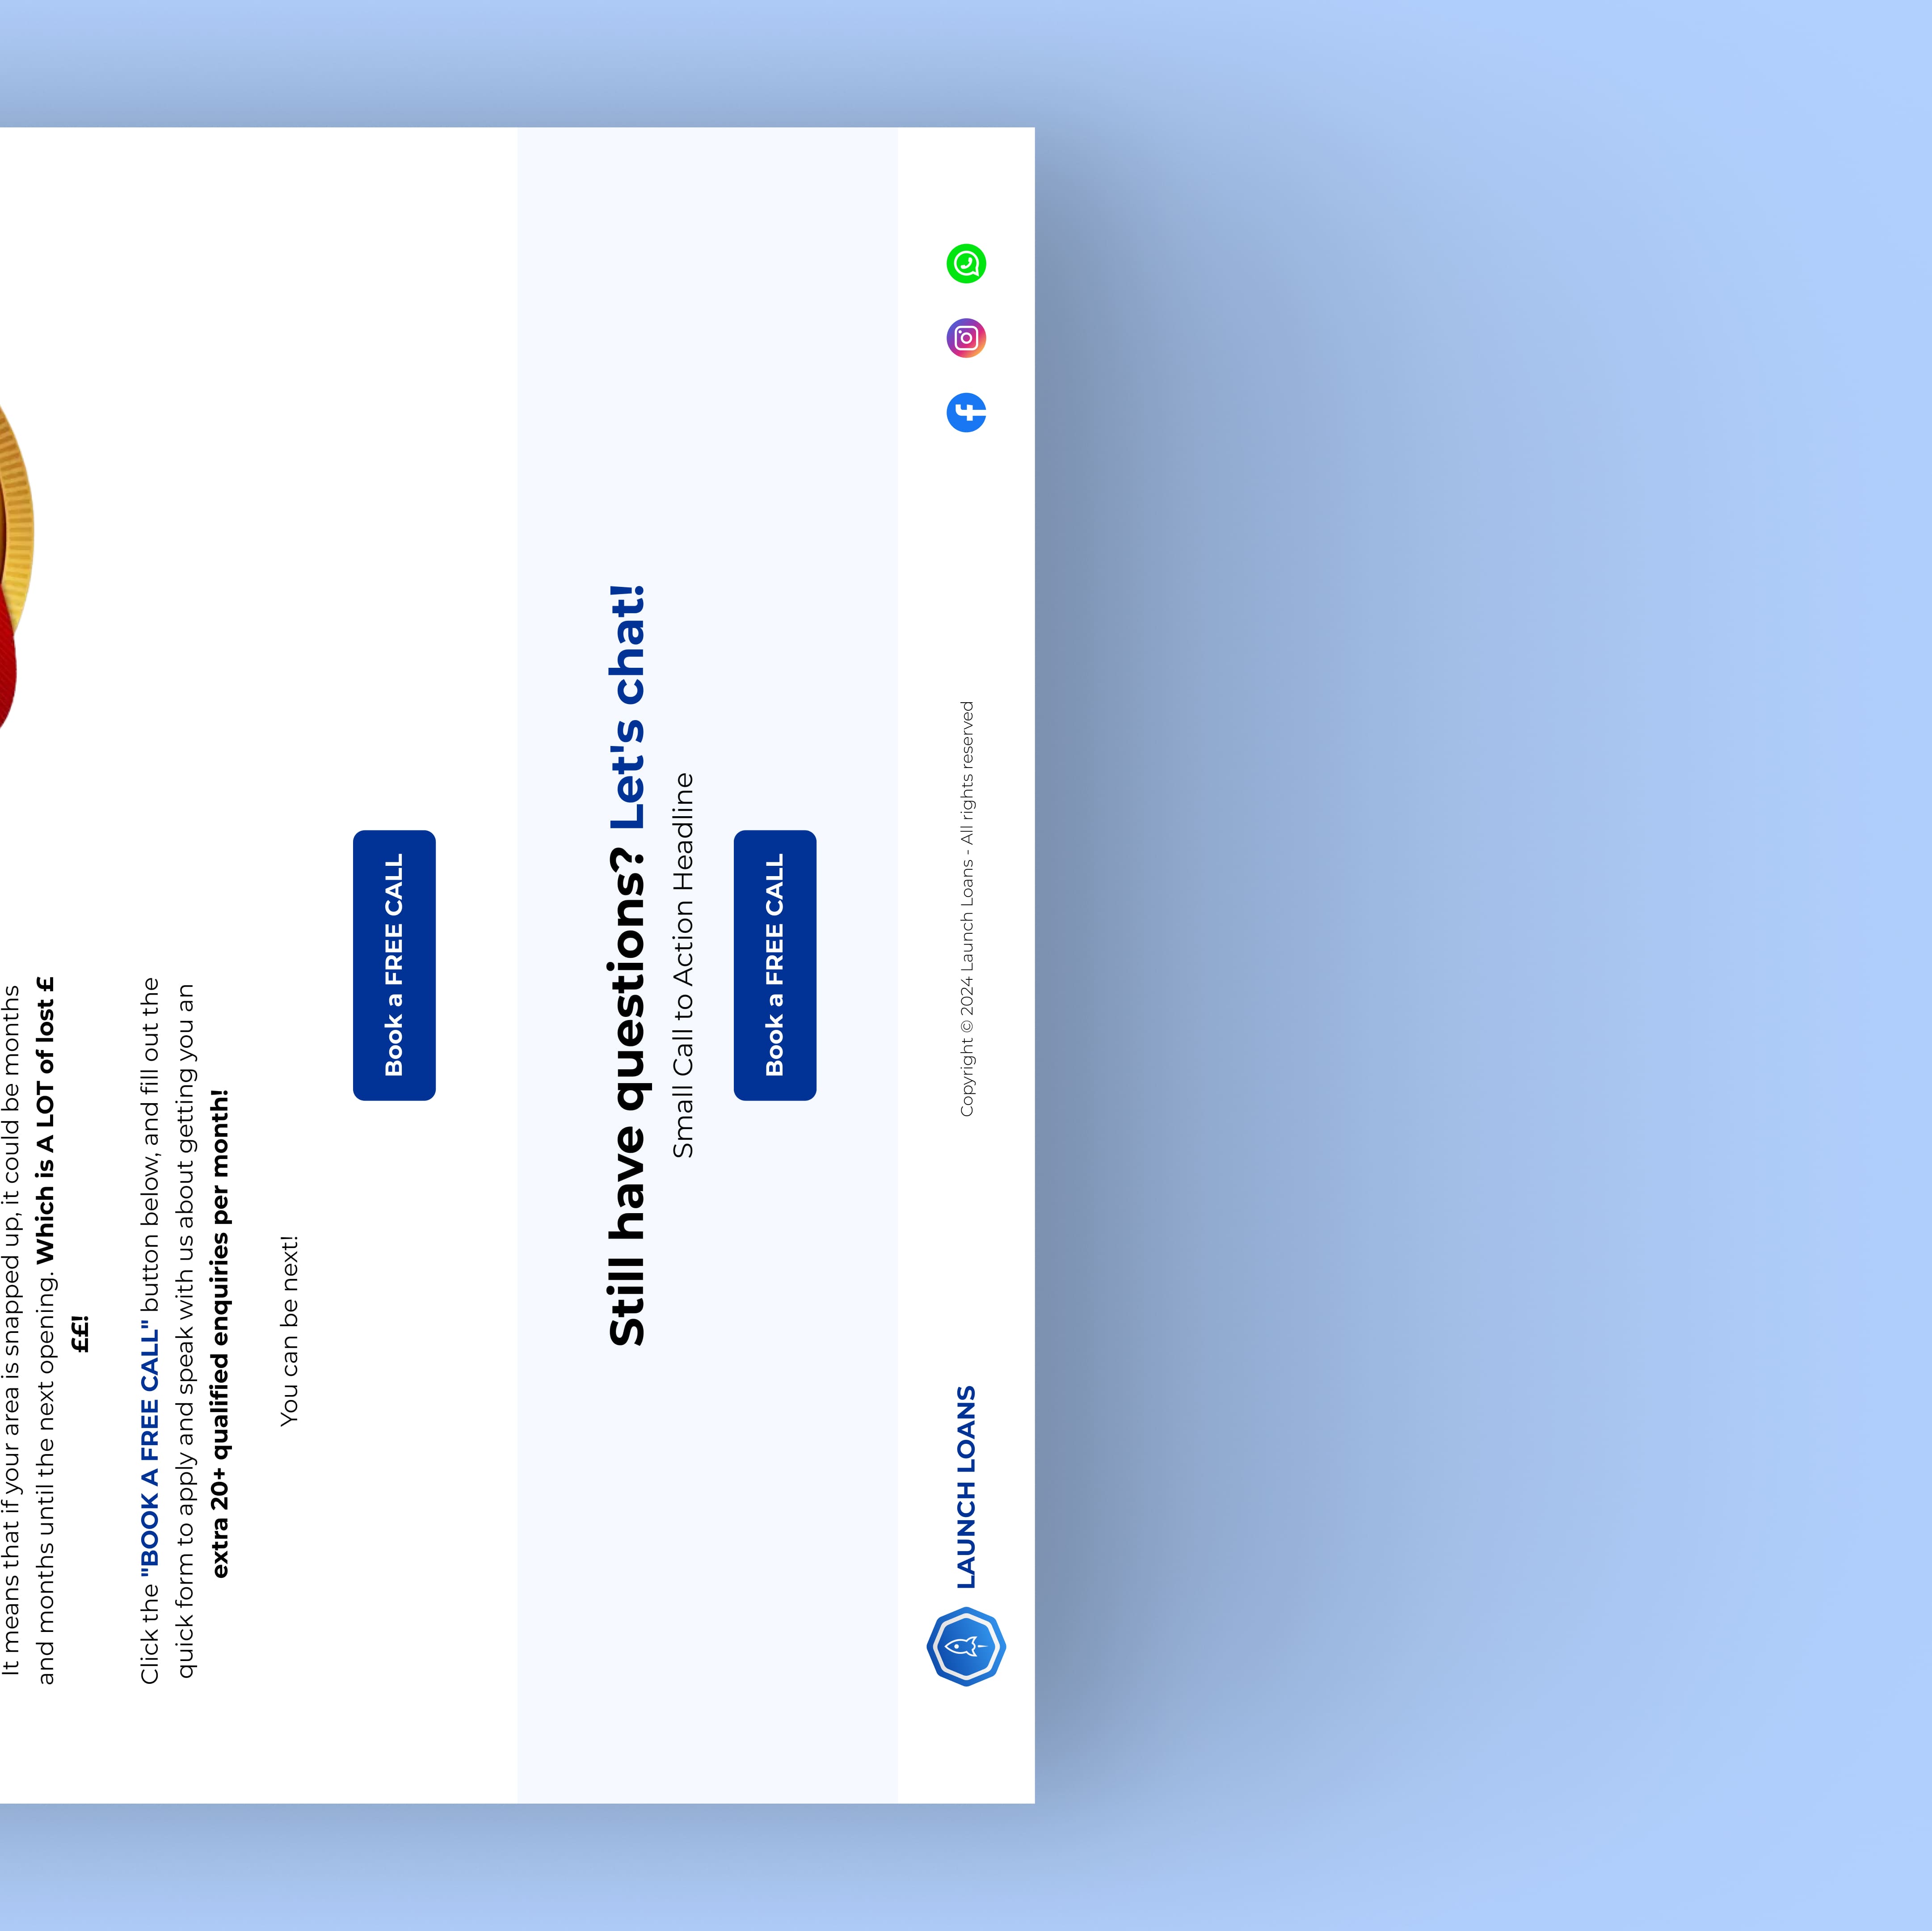 It means that if your area is snapped up, it could be months
and months until the next opening. Which is A LOT of lost £
££!
Click the "BOOK A FREE CALL" button below, and fill out the
quick form to apply and speak with us about getting you an
extra 20+ qualified enquiries per month!
You can be next!
Book a FREE CALL
Still have questions? Let's chat!
Small Call to Action Headline
Book a FREE CALL
LAUNCH LOANS
Copyright © 2024 Launch Loans - All rights reserved